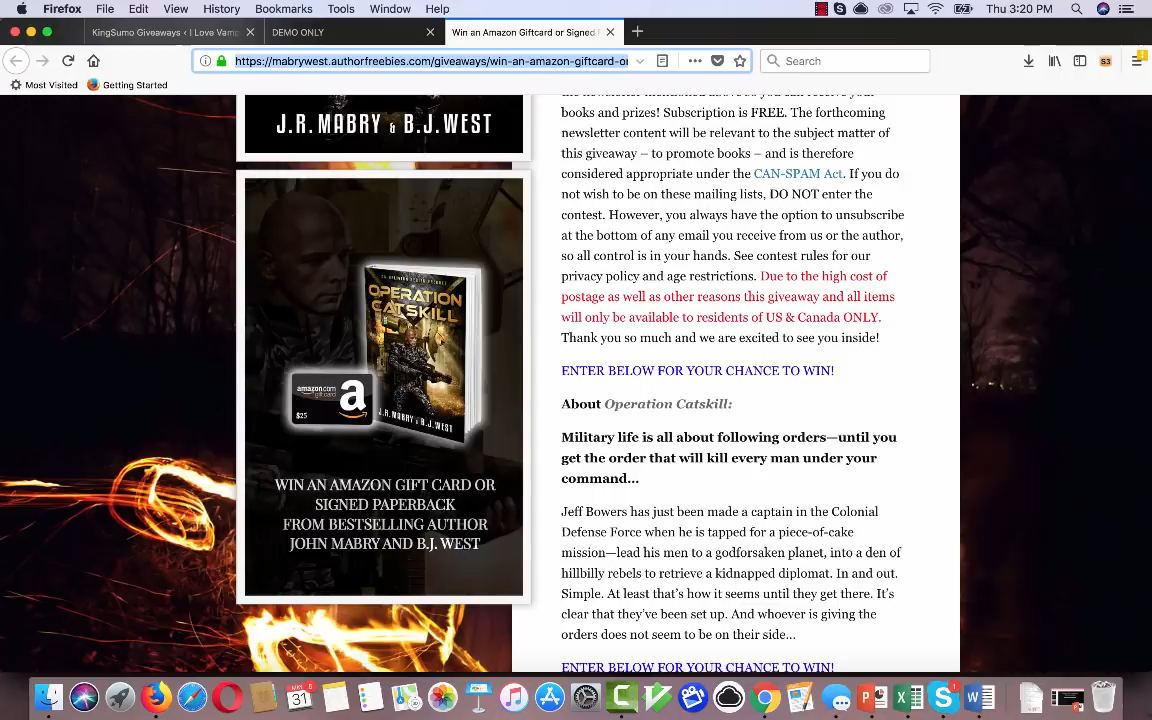 Firefox File Edit View History Bookmarks Tools Window Help
Thu 3:20 PM
KingSumo Giveaways ‹ I Love Vamp
DEMO ONLY
Win an Amazon Giftcard or Signed
https://mabrywest.authorfreebies.com/giveaways/win-an-amazon-giftcard-or
Search
S3
Most Visited
Getting Started
J.R. MABRY & B.J. WEST
OPERATION
CATSKILL
J.R. MABRY & B.J. WEST
amazon.com
gift card
a
$25
WIN AN AMAZON GIFT CARD OR
SIGNED PAPERBACK
FROM BESTSELLING AUTHOR
JOHN MABRY AND B.J. WEST
books and prizes! Subscription is FREE. The forthcoming
newsletter content will be relevant to the subject matter of
this giveaway – to promote books – and is therefore
considered appropriate under the CAN-SPAM Act. If you do
not wish to be on these mailing lists, DO NOT enter the
contest. However, you always have the option to unsubscribe
at the bottom of any email you receive from us or the author,
so all control is in your hands. See contest rules for our
privacy policy and age restrictions. Due to the high cost of
postage as well as other reasons this giveaway and all items
will only be available to residents of US & Canada ONLY.
Thank you so much and we are excited to see you inside!
ENTER BELOW FOR YOUR CHANCE TO WIN!
About Operation Catskill:
Military life is all about following orders—until you
get the order that will kill every man under your
command…
Jeff Bowers has just been made a captain in the Colonial
Defense Force when he is tapped for a piece-of-cake
mission—lead his men to a godforsaken planet, into a den of
hillbilly rebels to retrieve a kidnapped diplomat. In and out.
Simple. At least that's how it seems until they get there. It's
clear that they've been set up. And whoever is giving the
orders does not seem to be on their side…
ENTER BELOW FOR YOUR CHANCE TO WIN!
31